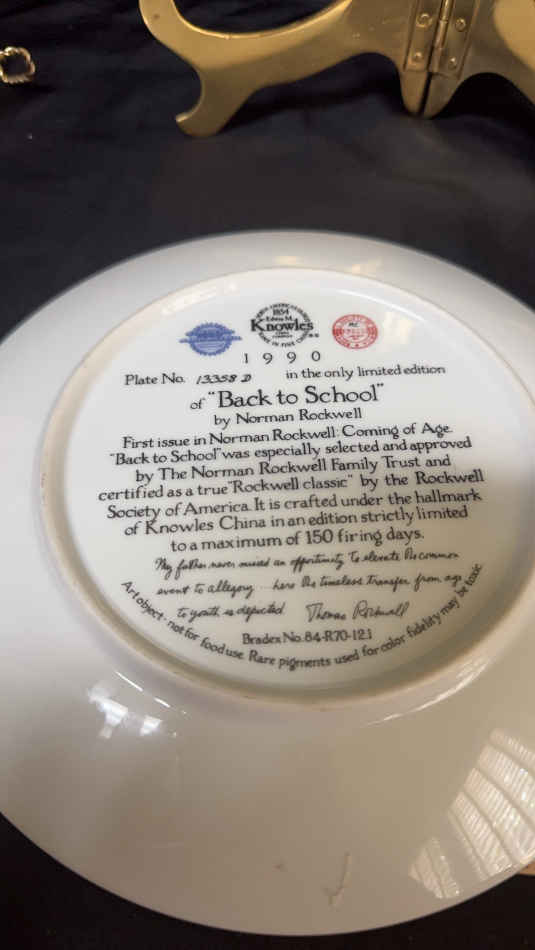 1854
Edwin M.
Knowles
CHINA
COMPANY
1990
Plate No. 13358 D in the only limited edition
of "Back to School"
by Norman Rockwell
First issue in Norman Rockwell: Coming of Age.
"Back to School" was especially selected and approved
by The Norman Rockwell Family Trust and
certified as a true "Rockwell classic" by the Rockwell
Society of America. It is crafted under the hallmark
of Knowles China in an edition strictly limited
to a maximum of 150 firing days.
My father never missed an opportunity to elevate the common
event to allegory ... here the timeless transfer from age
to youth is depicted Thomas Rockwell
Bradex No. 84-R70-12.1
Art object - not for food use. Rare pigments used for color fidelity may be toxic